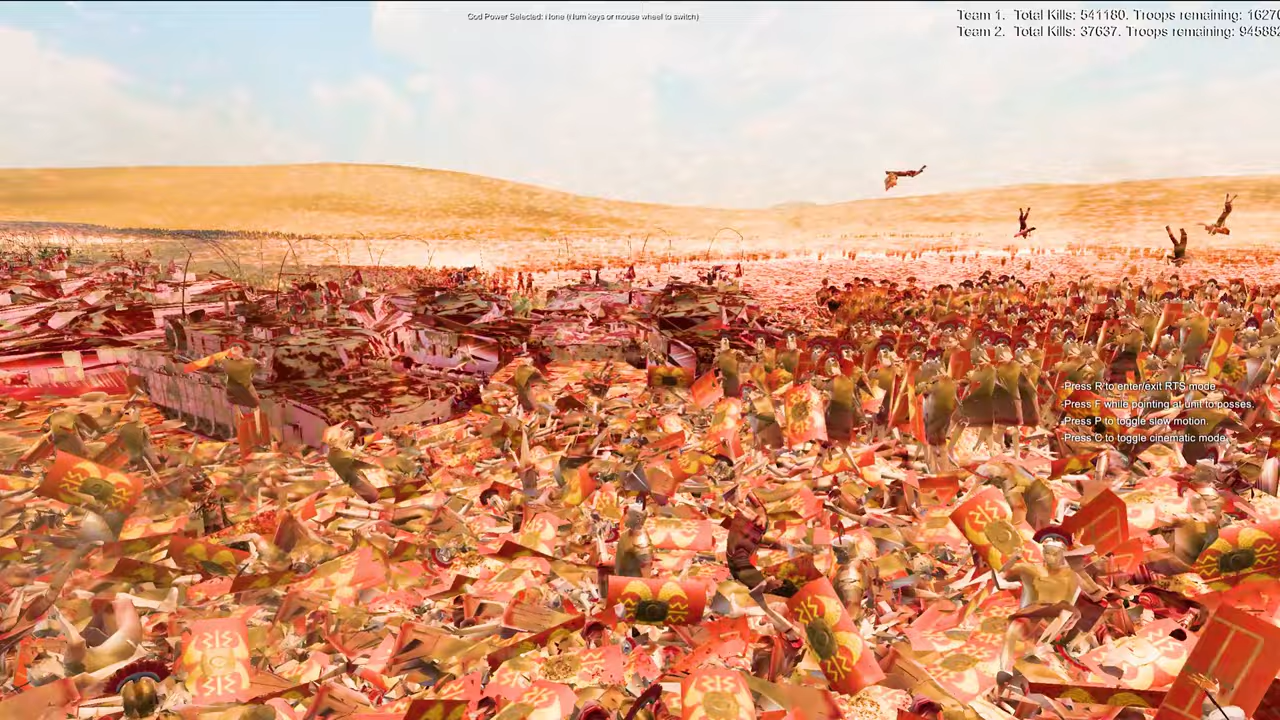 God Power Selected: None (Num keys or mouse wheel to switch)
Team 1. Total Kills: 541180. Troops remaining: 16270
Team 2. Total Kills: 37637. Troops remaining: 945882
-Press R to enter/exit RTS mode
-Press F while pointing at unit to posses.
-Press P to toggle slow motion.
-Press C to toggle cinematic mode